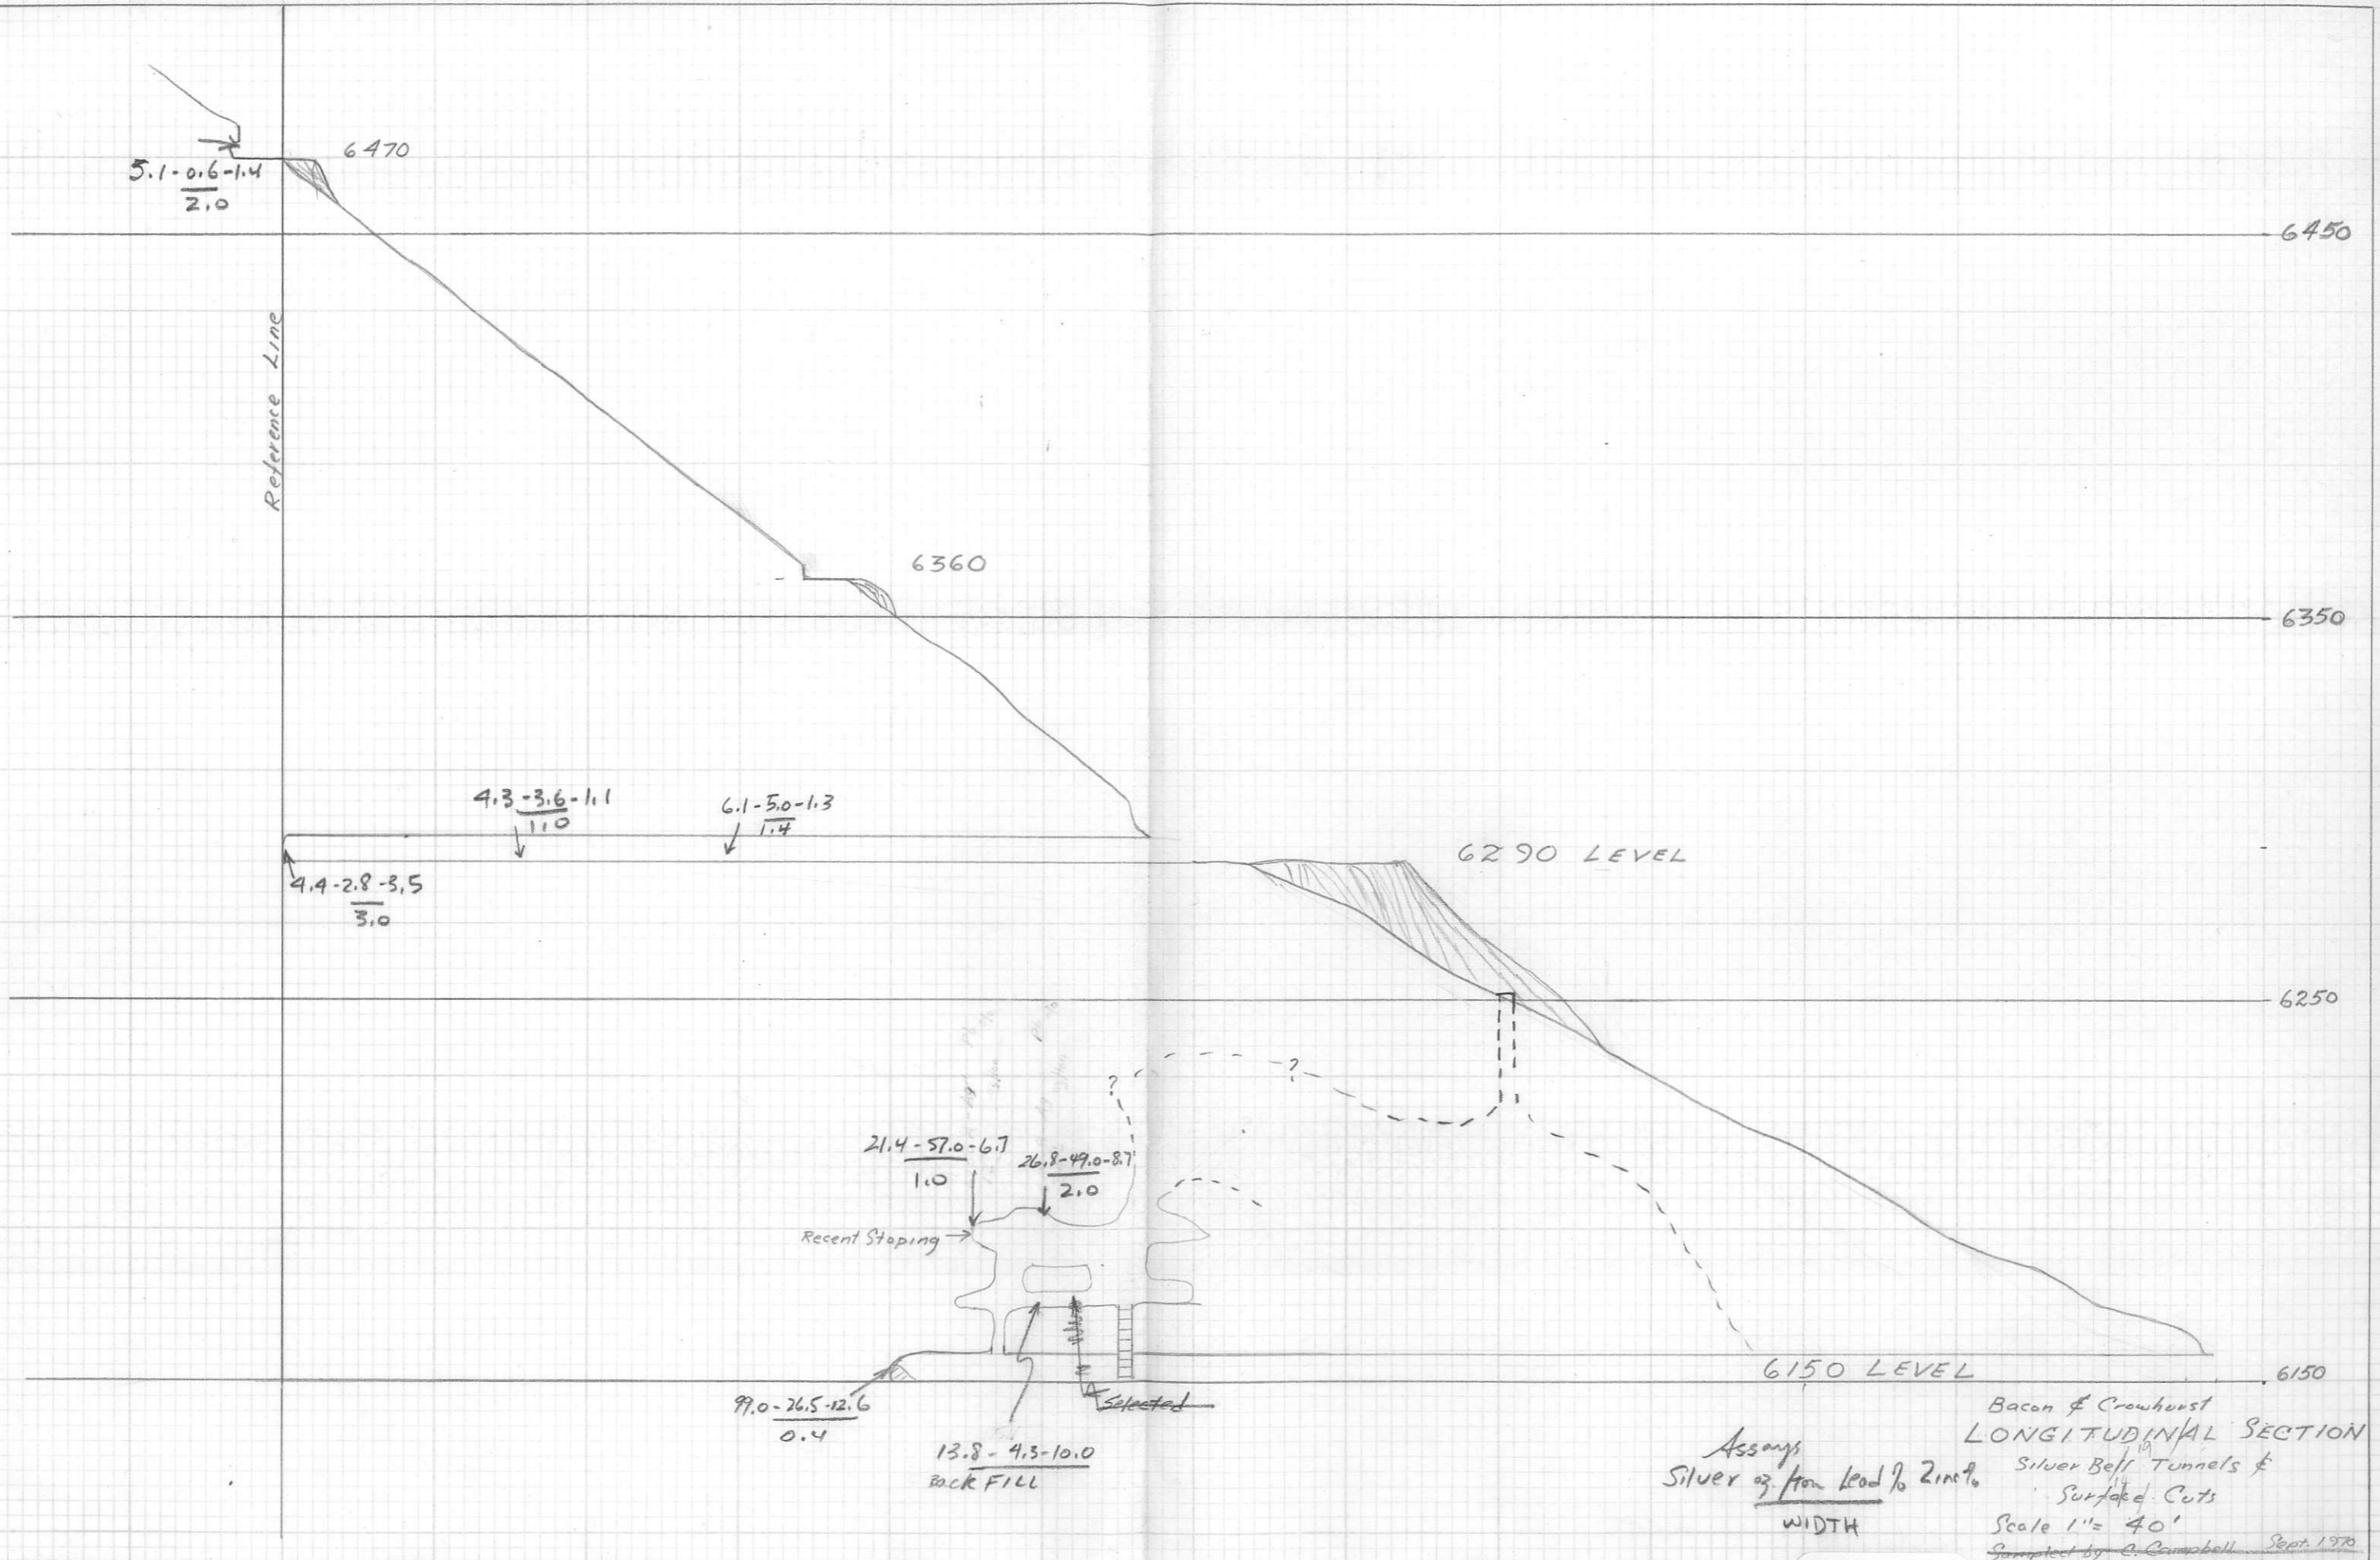 6470
5.1-0.6-1.4
2.0
6450
Reference Line
6360
6350
4.3-3.6-1.1
1.0
6.1-5.0-1.3
1.4
6290 LEVEL
4.4-2.8-3.5
3.0
6250
?
?
21.4-57.0-6.7
1.0
26.8-49.0-8.7
2.0
Recent Stoping
6150 LEVEL
6150
99.0-26.5-12.6
0.4
Selected
13.8-4.3-10.0
Back FILL
Assays
Silver oz/ton Lead % Zinc %
WIDTH
Bacon & Crowhurst
LONGITUDINAL SECTION
Silver Bell Tunnels &
Surface Cuts
Scale 1"= 40'
Sampled by C. Campbell Sept. 1970